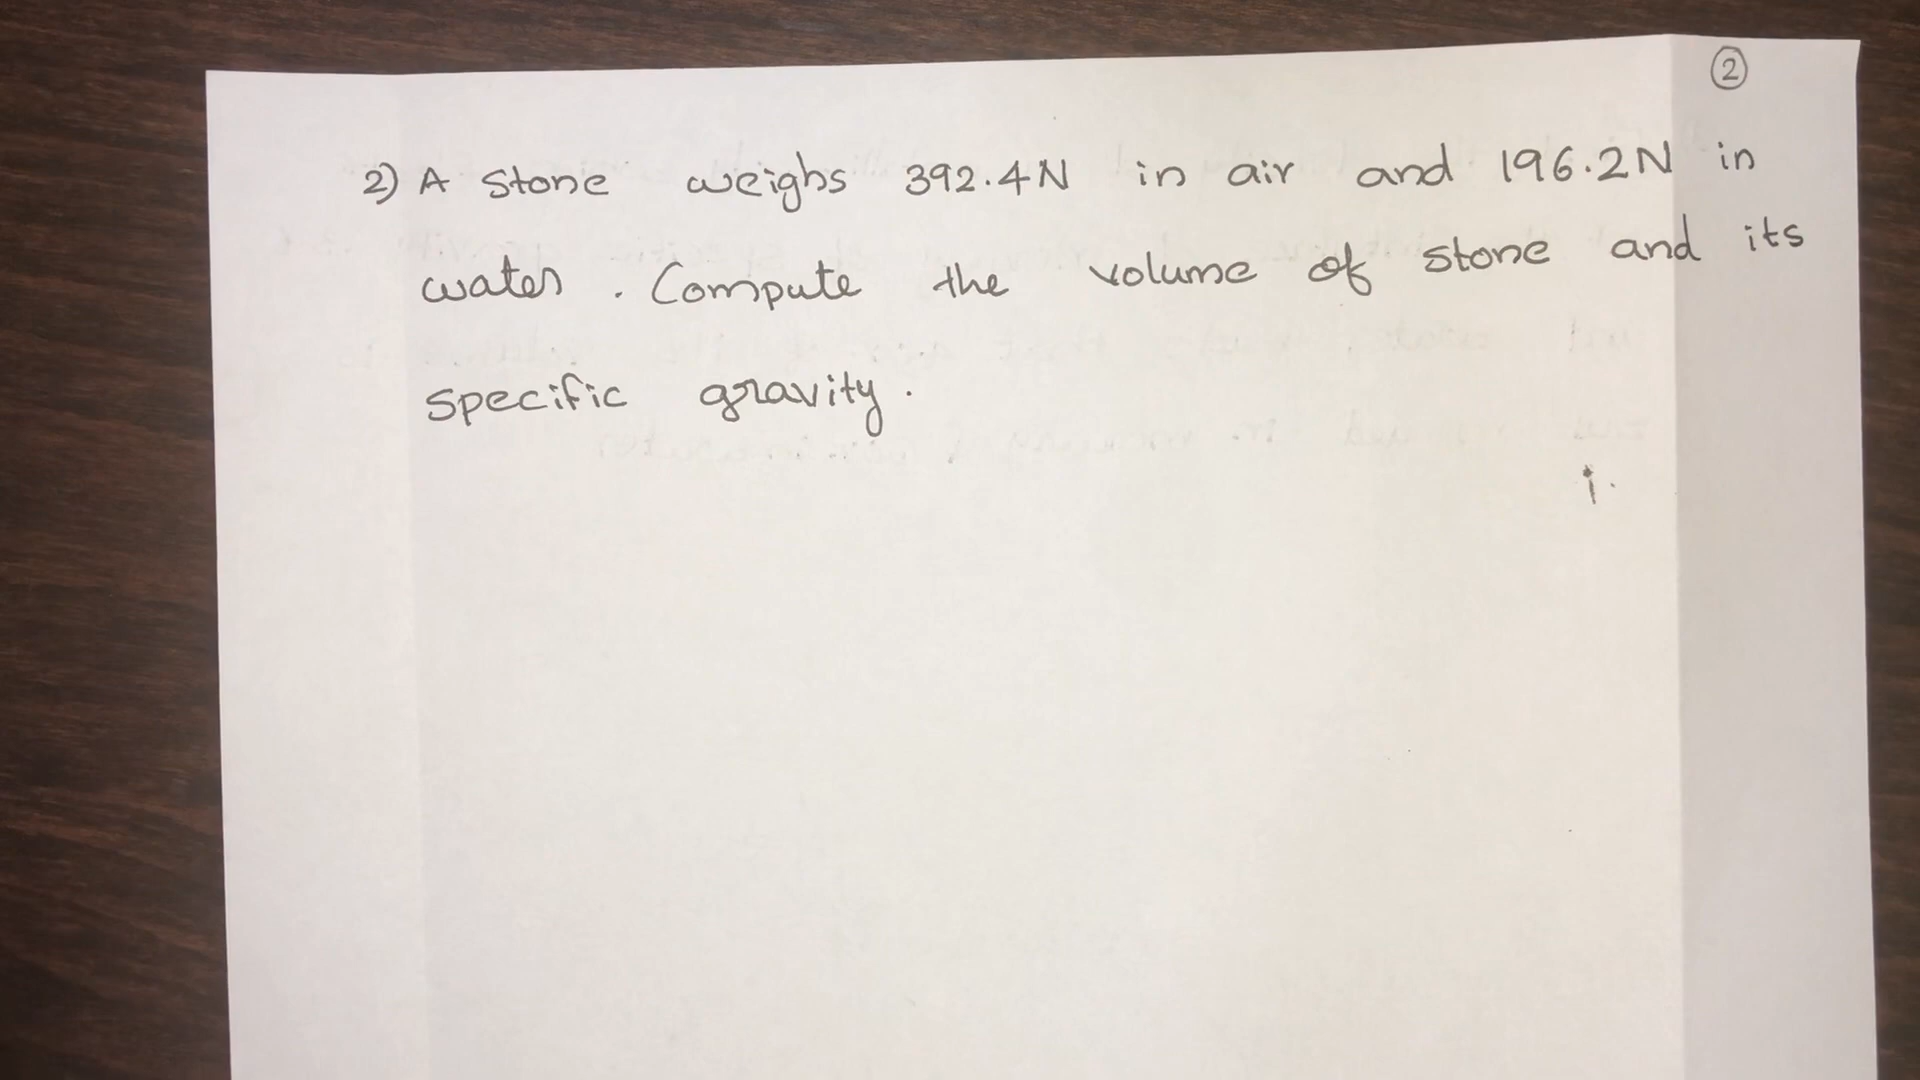 2
2) A stone weighs 392.4N in air and 196.2N in
water. Compute the volume of stone and its
specific gravity.
i.